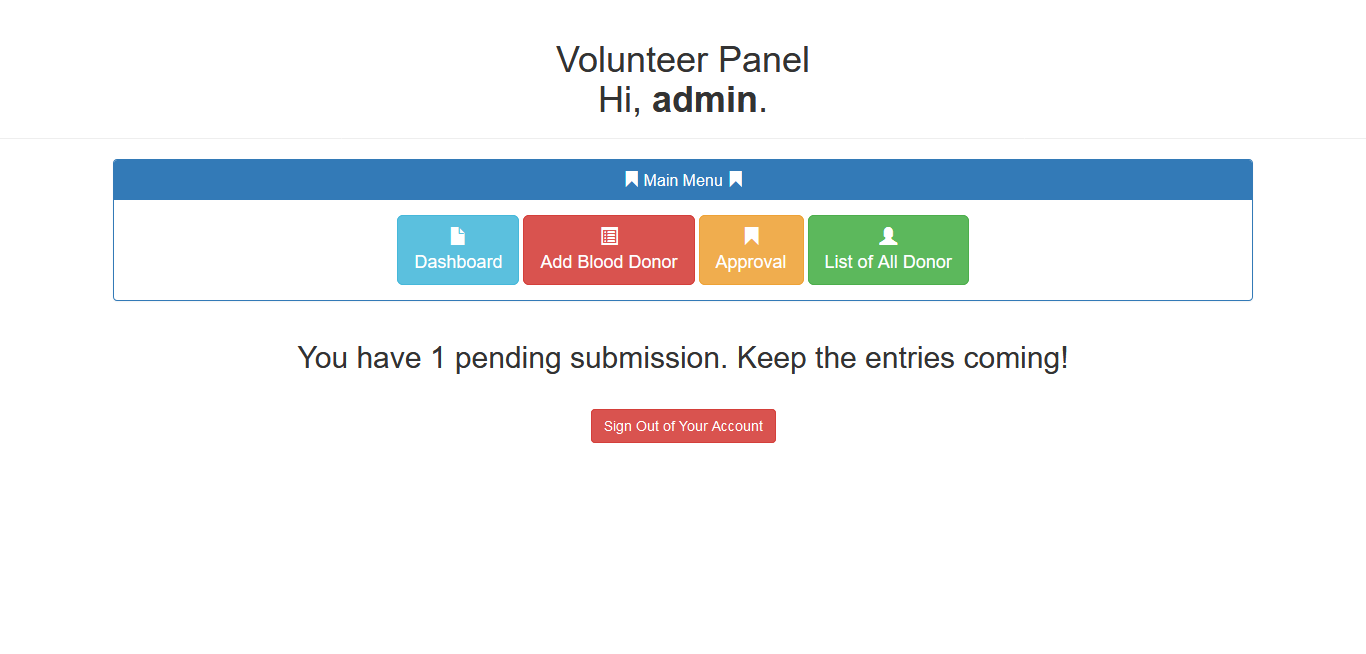 Volunteer Panel
Hi, admin.
Main Menu
Dashboard
Add Blood Donor
Approval
List of All Donor
You have 1 pending submission. Keep the entries coming!
Sign Out of Your Account